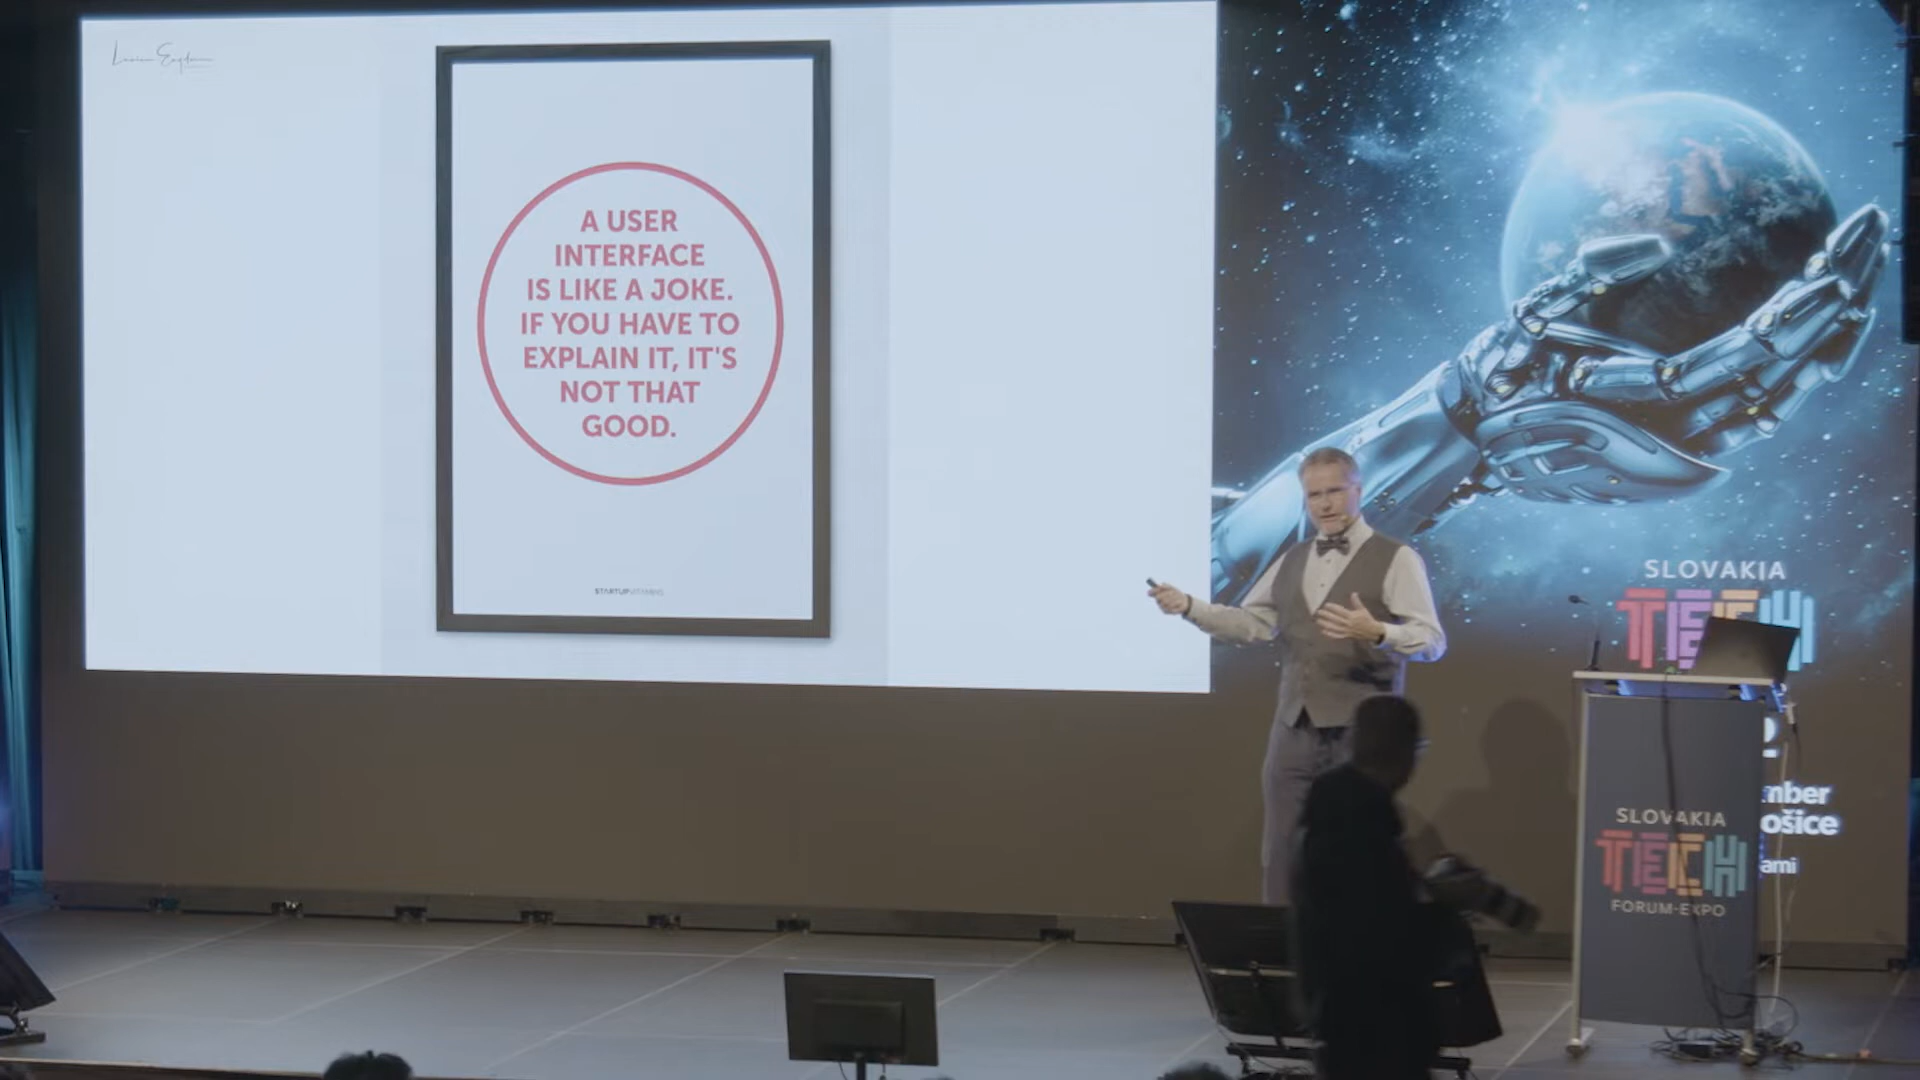 A USER
INTERFACE
IS LIKE A JOKE.
IF YOU HAVE TO
EXPLAIN IT, IT'S
NOT THAT
GOOD.
STARTUPVITAMINS
SLOVAKIA
TECH
SLOVAKIA
TECH
FORUM-EXPO